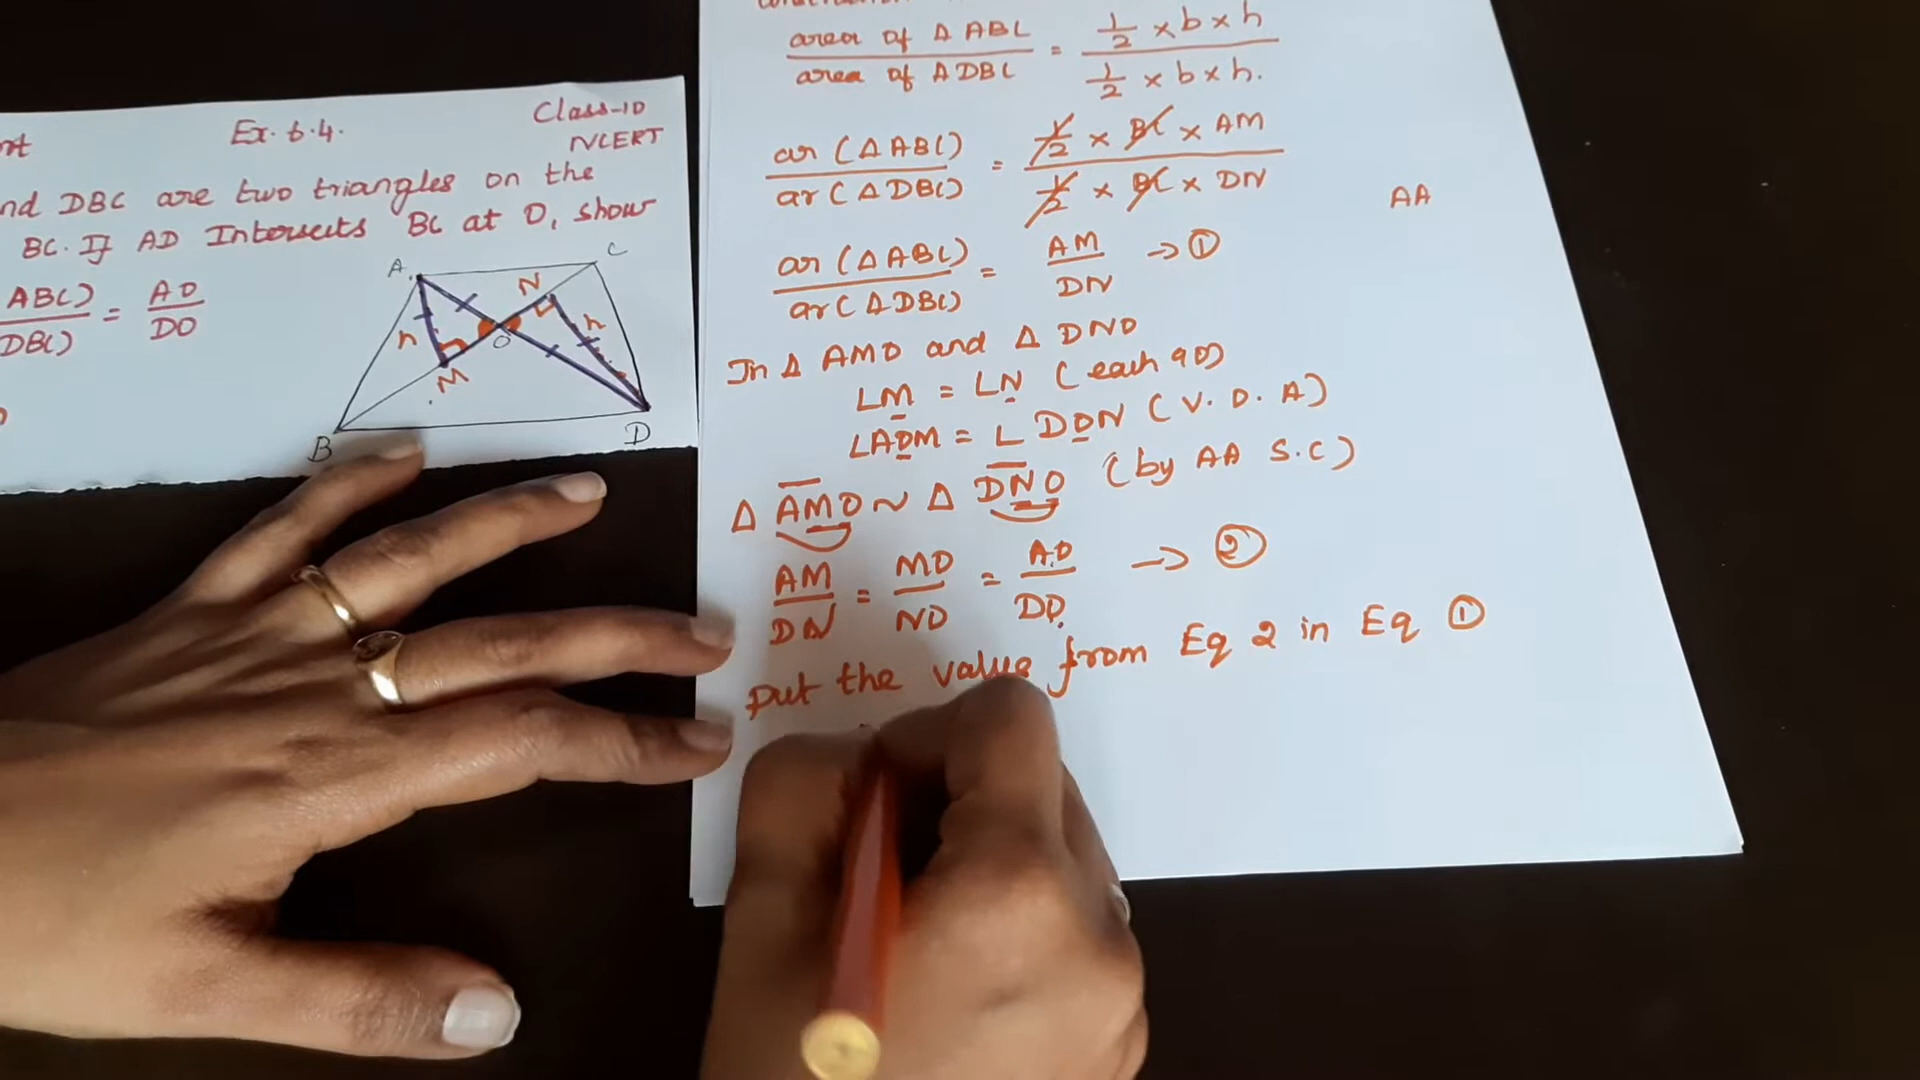 Ex. 6.4.
Class-10
NCERT
nd DBC are two triangles on the
BC. If AD Intersects BC at O, show
ABC)
DBC)
= AO
DO
A
C
N
h
h
O
M
B
D
area of Δ ABC = 1/2 × b × h
area of Δ DBC 1/2 × b × h.
ar (Δ ABC) = 1/2 × BC × AM
ar (Δ DBC) 1/2 × BC × DN
AA
ar (Δ ABC) = AM → ①
ar (Δ DBC) DN
In Δ AMO and Δ DNO
∠M = ∠N (each 90)
∠AOM = ∠DON (V. O. A)
Δ AMO ~ Δ DNO (by AA S.C)
AM = MO = AO → ②
DN NO DO
put the value from Eq 2 in Eq ①